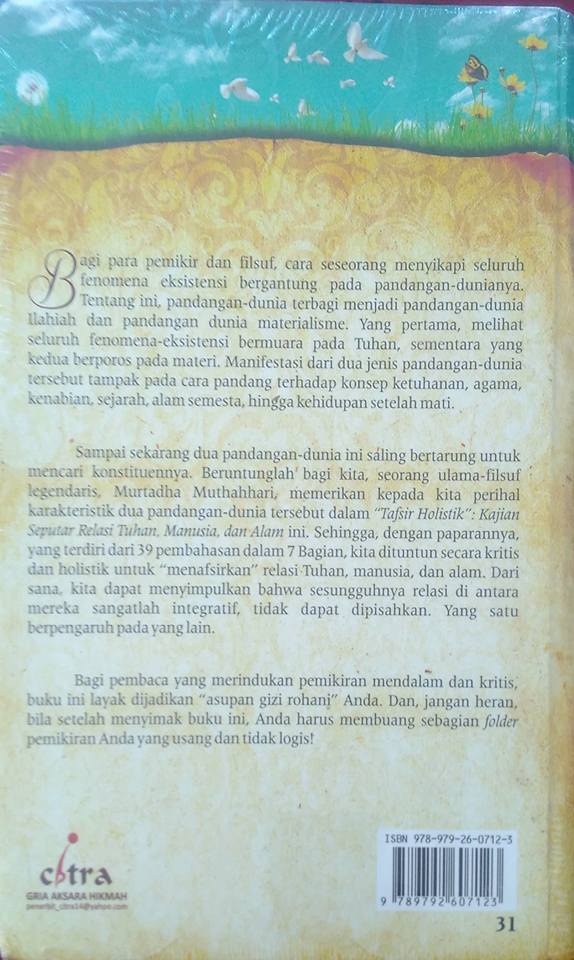 Bagi para pemikir dan filsuf, cara seseorang menyikapi seluruh
fenomena eksistensi bergantung pada pandangan-dunianya.
Tentang ini, pandangan-dunia terbagi menjadi pandangan-dunia
Ilahiah dan pandangan dunia materialisme. Yang pertama, melihat
seluruh fenomena-eksistensi bermuara pada Tuhan, sementara yang
kedua berporos pada materi. Manifestasi dari dua jenis pandangan-dunia
tersebut tampak pada cara pandang terhadap konsep ketuhanan, agama,
kenabian, sejarah, alam semesta, hingga kehidupan setelah mati.
Sampai sekarang dua pandangan-dunia ini saling bertarung untuk
mencari konstituennya. Beruntunglah bagi kita, seorang ulama-filsuf
legendaris, Murtadha Muthahhari, memerikan kepada kita perihal
karakteristik dua pandangan-dunia tersebut dalam "Tafsir Holistik": Kajian
Seputar Relasi Tuhan, Manusia, dan Alam ini. Sehingga, dengan paparannya,
yang terdiri dari 39 pembahasan dalam 7 Bagian, kita dituntun secara kritis
dan holistik untuk "menafsirkan" relasi Tuhan, manusia, dan alam. Dari
sana, kita dapat menyimpulkan bahwa sesungguhnya relasi di antara
mereka sangatlah integratif, tidak dapat dipisahkan. Yang satu
berpengaruh pada yang lain.
Bagi pembaca yang merindukan pemikiran mendalam dan kritis,
buku ini layak dijadikan "asupan gizi rohani" Anda. Dan, jangan heran,
bila setelah menyimak buku ini, Anda harus membuang sebagian folder
pemikiran Anda yang usang dan tidak logis!
citra
GRIA AKSARA HIKMAH
penerbit_citra14@yahoo.com
ISBN 978-979-26-0712-3
9 789792 607123
31